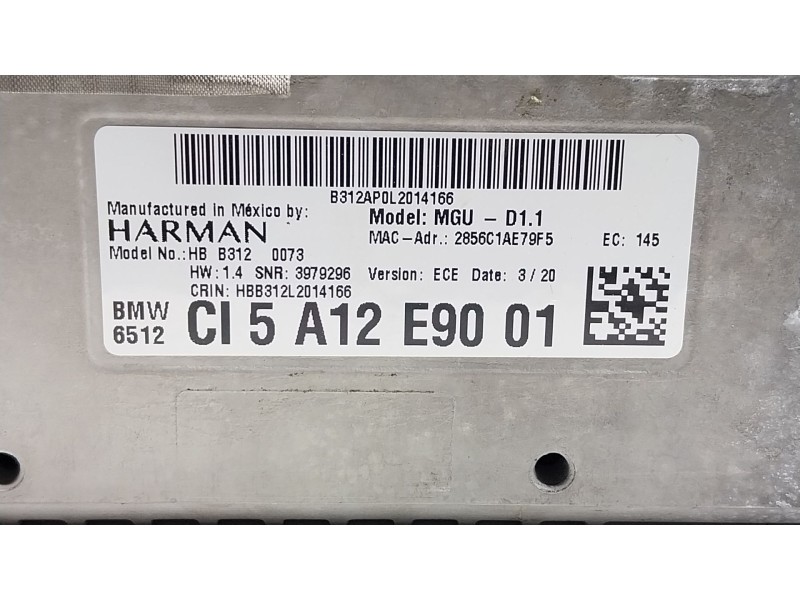 B312AP0L2014166
Manufactured in México by: Model: MGU - D1.1
HARMAN MAC-Adr.: 2856C1AE79F5 EC: 145
Model No.: HB B312 0073
HW: 1.4 SNR: 3979296 Version: ECE Date: 3/20
CRIN: HBB312L2014166
BMW
6512 CI 5 A12 E90 01